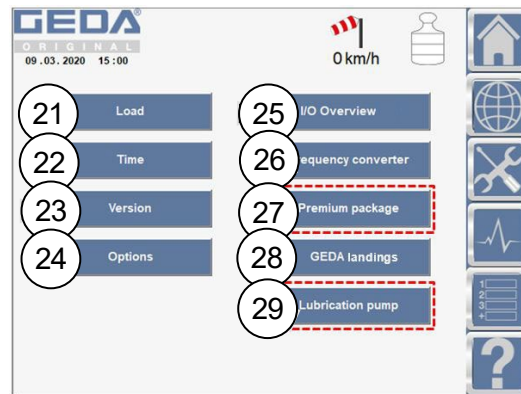 GEDA
ORIGINAL
09.03.2020 15:00
0 km/h
21 Load
22 Time
23 Version
24 Options
25 I/O Overview
26 equency converter
27 Premium package
28 GEDA landings
29 Lubrication pump
1
2
3
+
?